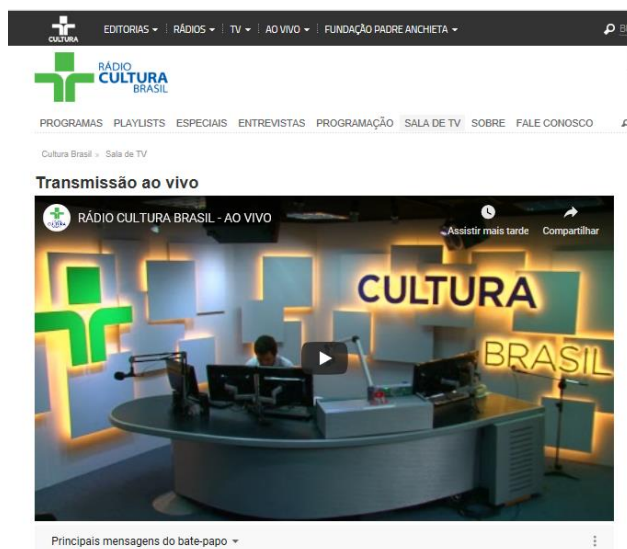 CULTURA
EDITORIAS RÁDIOS TV AO VIVO FUNDAÇÃO PADRE ANCHIETA
RÁDIO
CULTURA
BRASIL
PROGRAMAS PLAYLISTS ESPECIAIS ENTREVISTAS PROGRAMAÇÃO SALA DE TV SOBRE FALE CONOSCO
Cultura Brasil » Sala de TV
Transmissão ao vivo
RÁDIO CULTURA BRASIL - AO VIVO
Assistir mais tarde Compartilhar
CULTURA
BRASIL
Principais mensagens do bate-papo